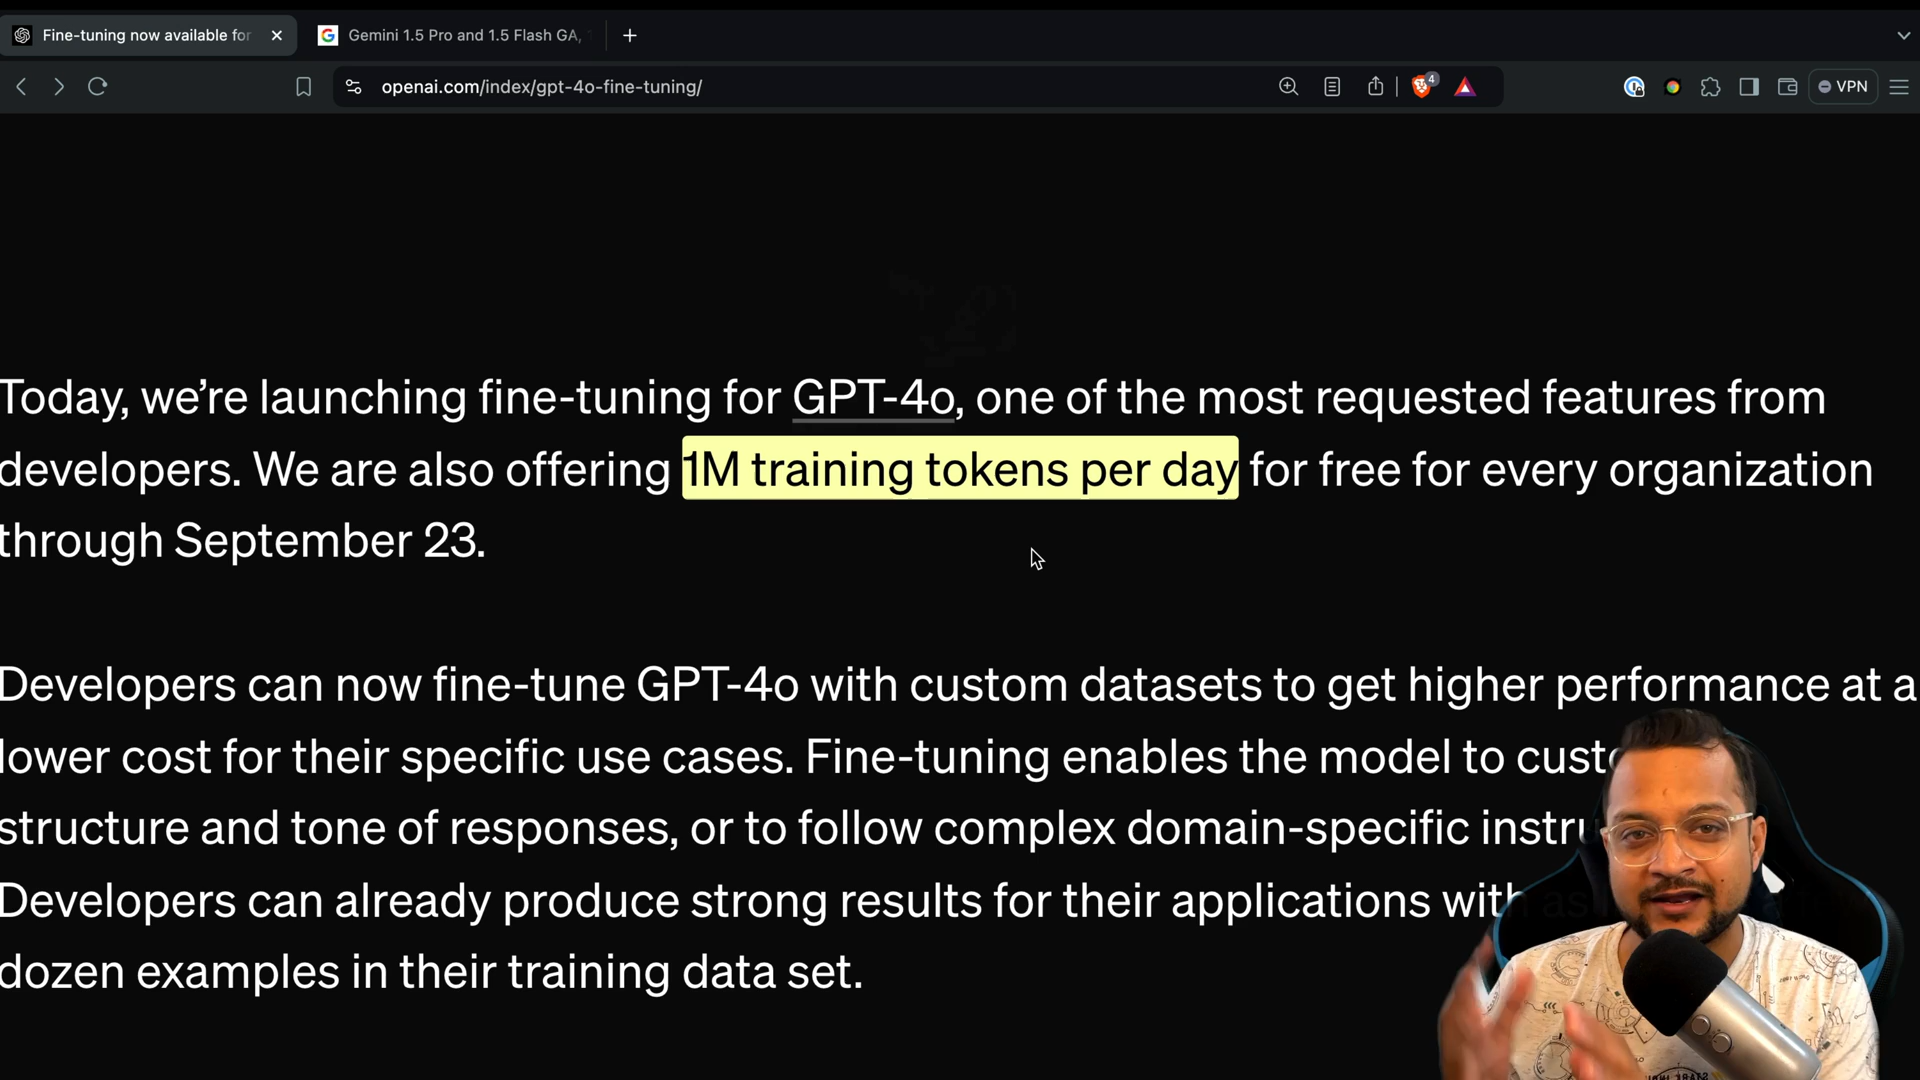 Fine-tuning now available for
Gemini 1.5 Pro and 1.5 Flash GA,
openai.com/index/gpt-4o-fine-tuning/
4
VPN
Today, we’re launching fine-tuning for GPT-4o, one of the most requested features from
developers. We are also offering 1M training tokens per day for free for every organization
through September 23.
Developers can now fine-tune GPT-4o with custom datasets to get higher performance at a
lower cost for their specific use cases. Fine-tuning enables the model to custo
structure and tone of responses, or to follow complex domain-specific instru
Developers can already produce strong results for their applications with as
dozen examples in their training data set.